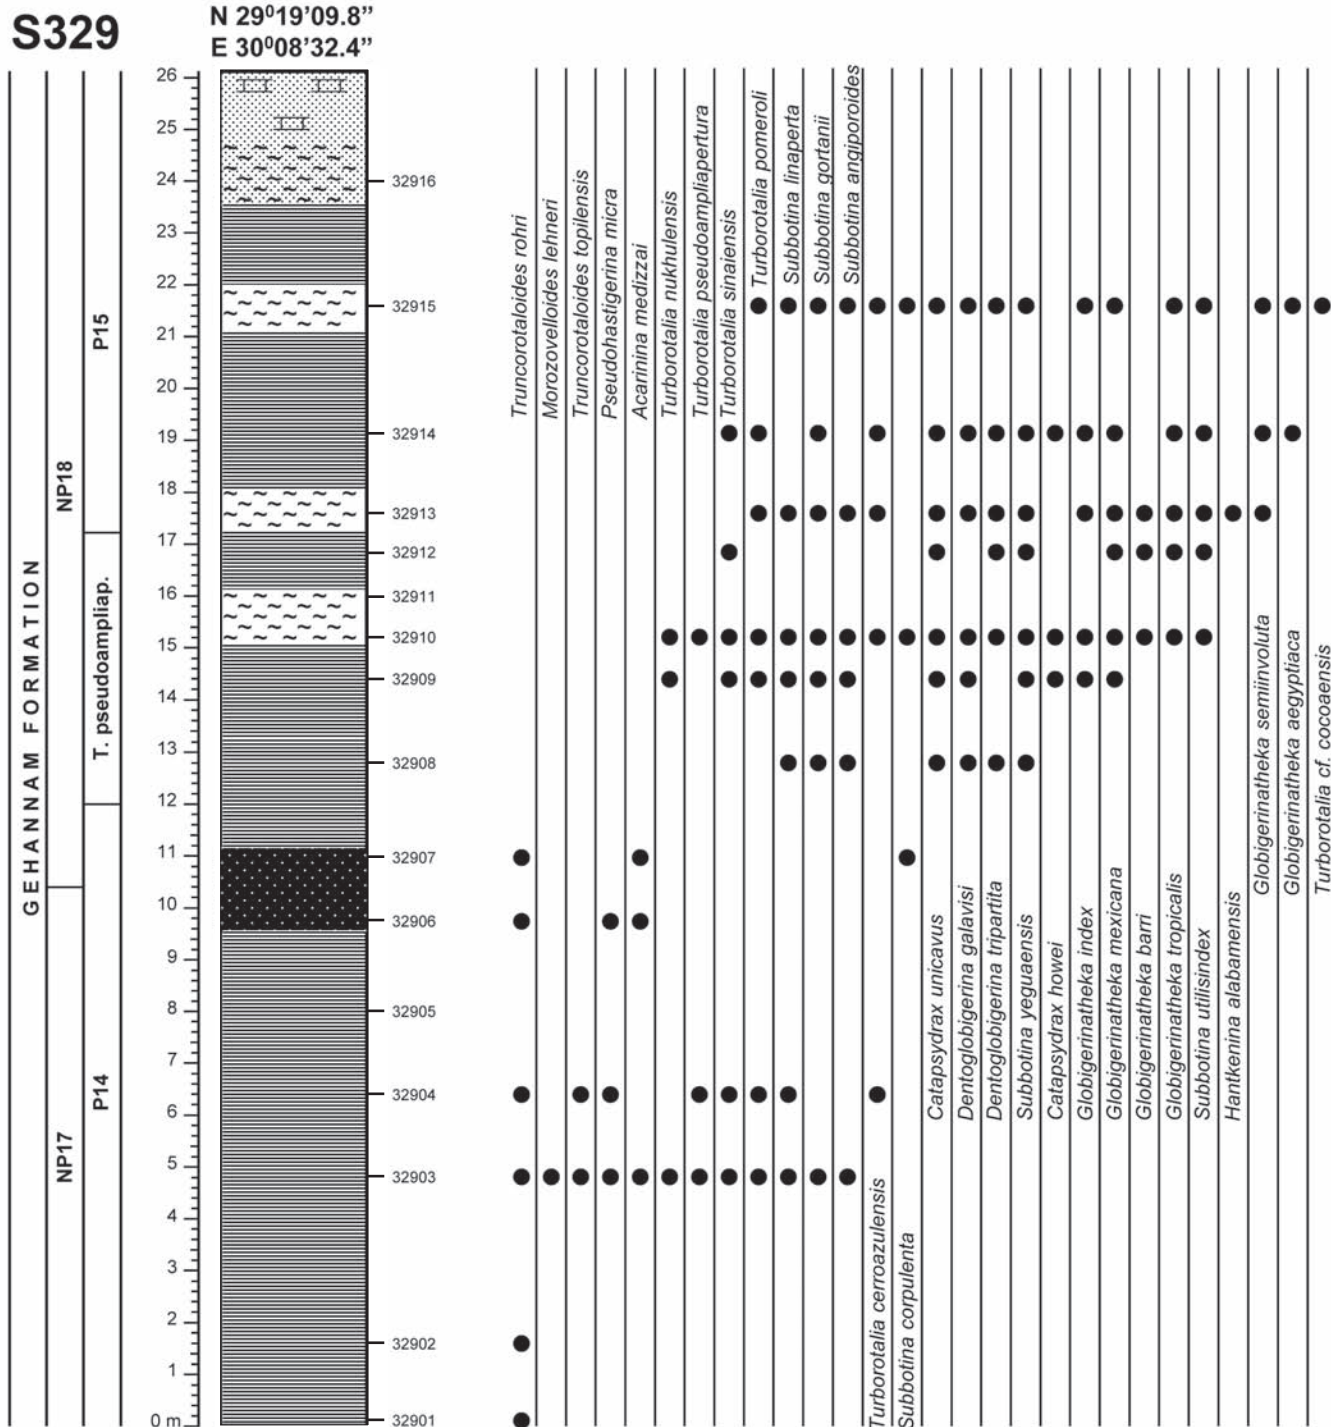 S329
N 29⁰19’09.8”
E 30⁰08’32.4”
GEHANNAM FORMATION
NP18
NP17
P15
T. pseudoampliap.
P14
26
25
24
23
22
21
20
19
18
17
16
15
14
13
12
11
10
9
8
7
6
5
4
3
2
1
0 m
32916
32915
32914
32913
32912
32911
32910
32909
32908
32907
32906
32905
32904
32903
32902
32901
Truncorotaloides rohri
Morozovelloides lehneri
Truncorotaloides topilensis
Pseudohastigerina micra
Acarinina medizzai
Turborotalia nukhulensis
Turborotalia pseudoampliapertura
Turborotalia sinaiensis
Turborotalia pomeroli
Subbotina linaperta
Subbotina gortanii
Subbotina angiporoides
Turborotalia cerroazulensis
Subbotina corpulenta
Catapsydrax unicavus
Dentoglobigerina galavisi
Dentoglobigerina tripartita
Subbotina yeguaensis
Catapsydrax howei
Globigerinatheka index
Globigerinatheka mexicana
Globigerinatheka barri
Globigerinatheka tropicalis
Subbotina utilisindex
Hantkenina alabamensis
Globigerinatheka semiinvoluta
Globigerinatheka aegyptiaca
Turborotalia cf. cocoaensis